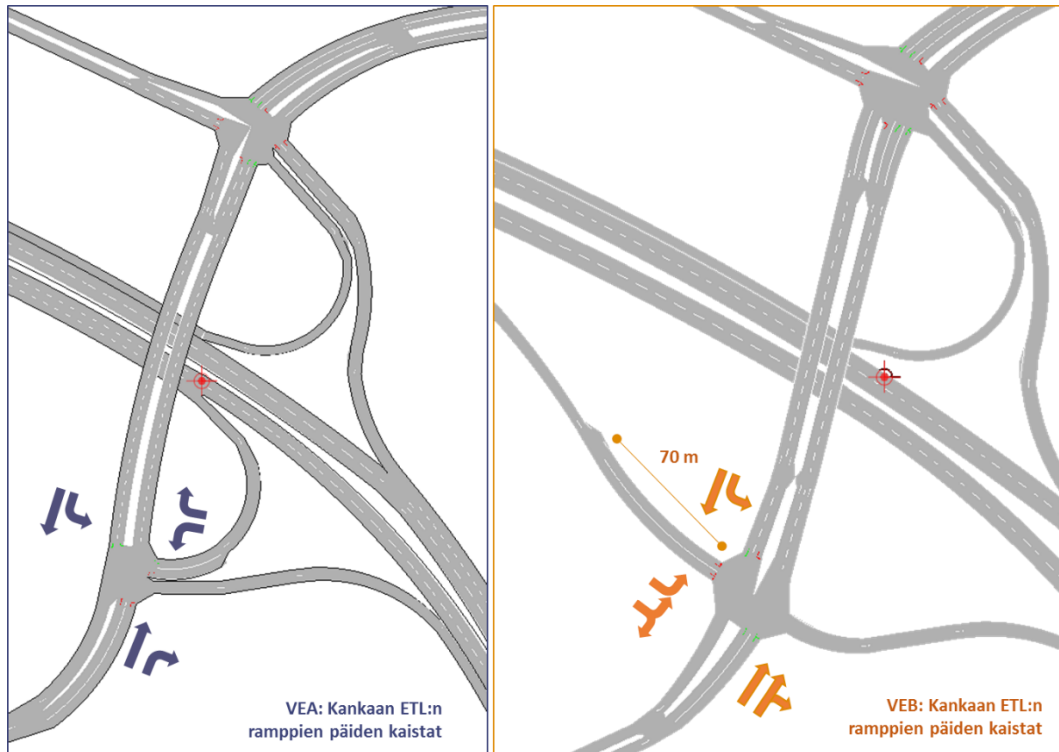 70 m
VEA: Kankaan ETL:n
ramppien päiden kaistat
VEB: Kankaan ETL:n
ramppien päiden kaistat